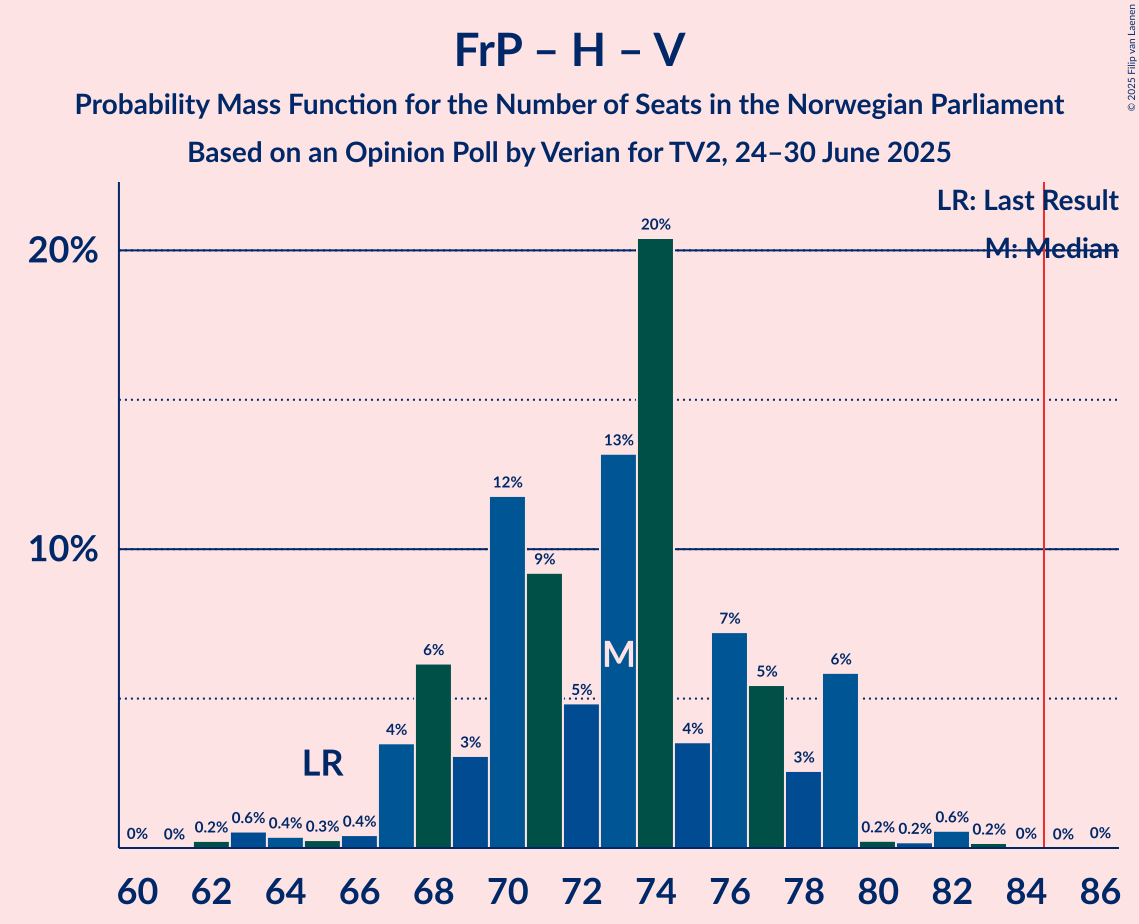 FrP – H – V
Probability Mass Function for the Number of Seats in the Norwegian Parliament
Based on an Opinion Poll by Verian for TV2, 24–30 June 2025
© 2025 Filip van Laenen
LR: Last Result
M: Median
20%
10%
0% 0% 0.2% 0.6% 0.4% 0.3% 0.4% 4% 6% 3% 12% 9% 5% 13% 20% 4% 7% 5% 3% 6% 0.2% 0.2% 0.6% 0.2% 0% 0% 0%
LR
M
60 62 64 66 68 70 72 74 76 78 80 82 84 86